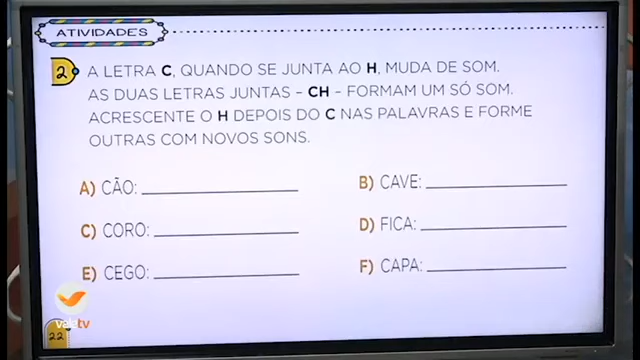 ATIVIDADES
2 A LETRA C, QUANDO SE JUNTA AO H, MUDA DE SOM.
AS DUAS LETRAS JUNTAS – CH – FORMAM UM SÓ SOM.
ACRESCENTE O H DEPOIS DO C NAS PALAVRAS E FORME
OUTRAS COM NOVOS SONS.
A) CÃO: B) CAVE:
C) CORO: D) FICA:
E) CEGO: F) CAPA:
22